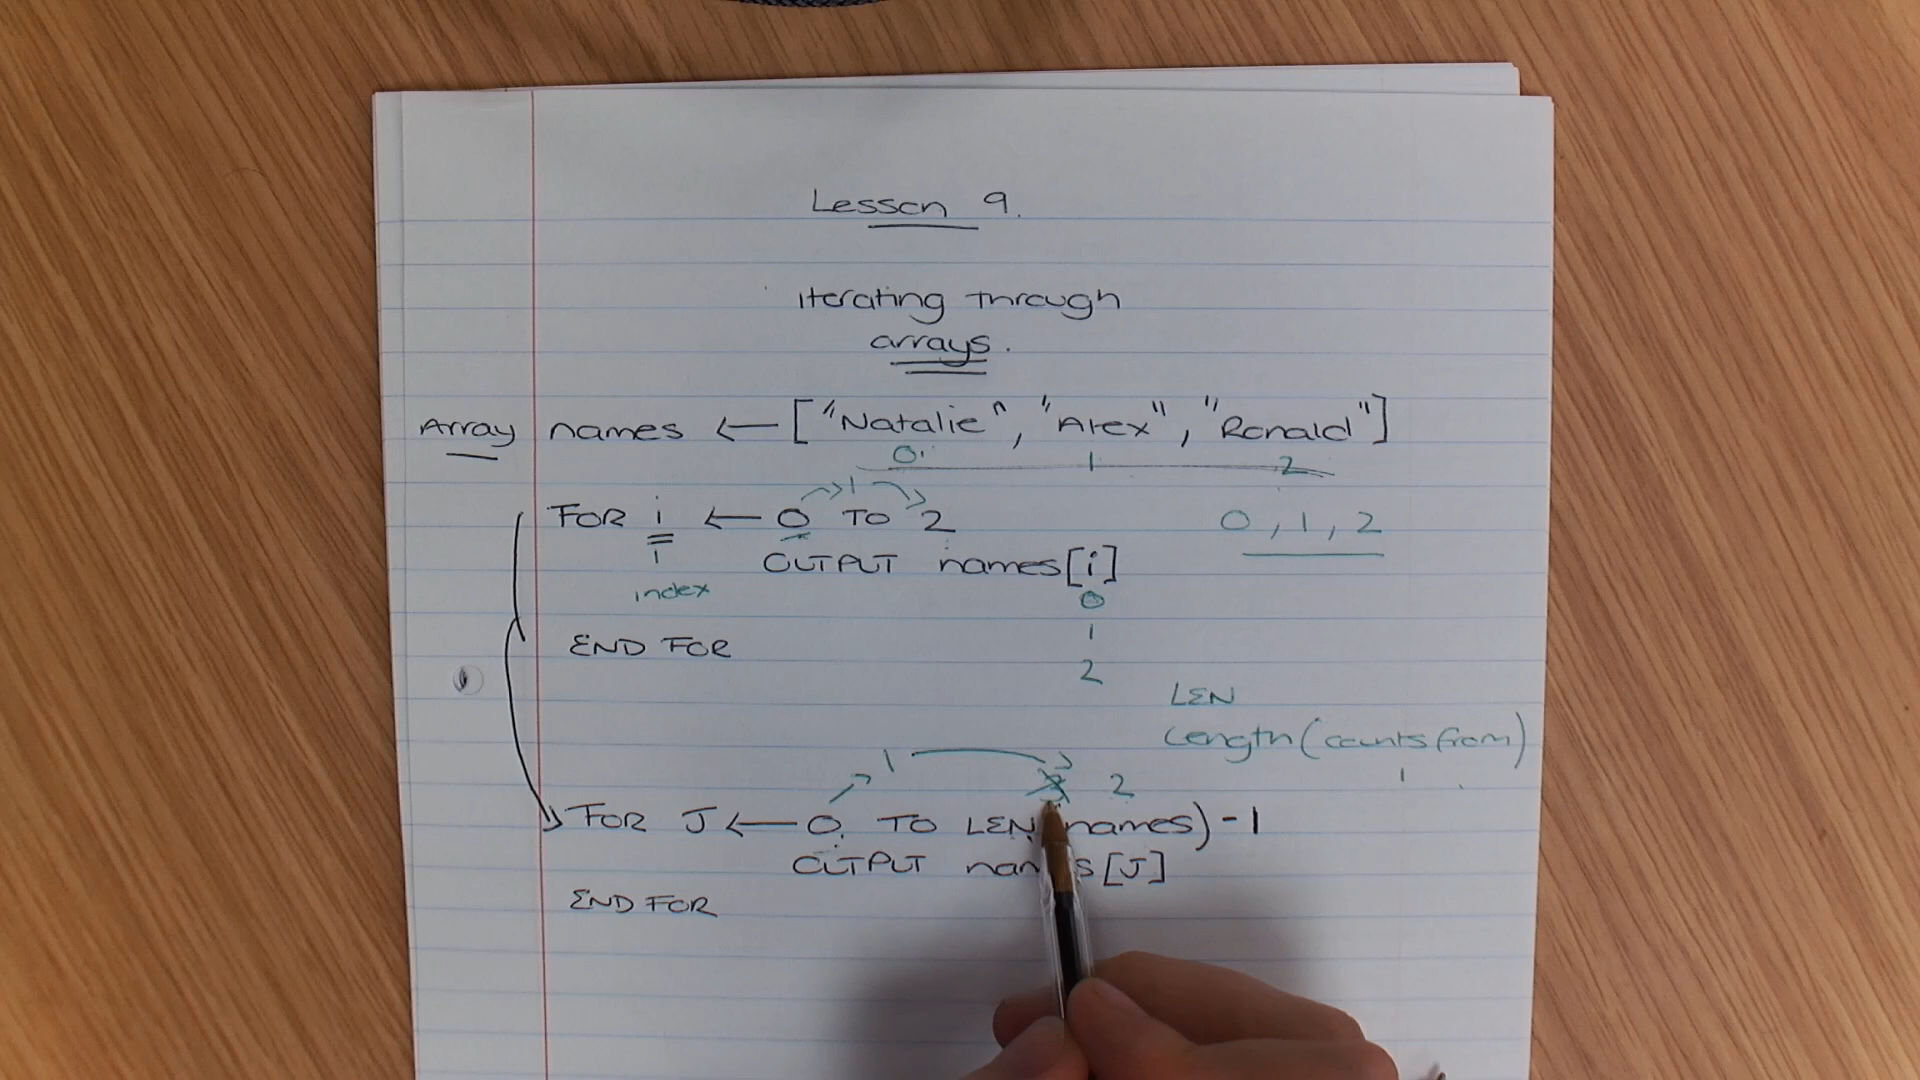 Lesson 9.
iterating through
arrays.
Array names ← ["Natalie", "Alex", "Ronald"]
0. 1 2
1
FOR i ← 0 TO 2 0, 1, 2
OUTPUT names[i]
index
0
1
END FOR
2
LEN
Length (counts from)
1
1 2
FOR J ← 0 TO LEN names) - 1
OUTPUT names[J]
END FOR